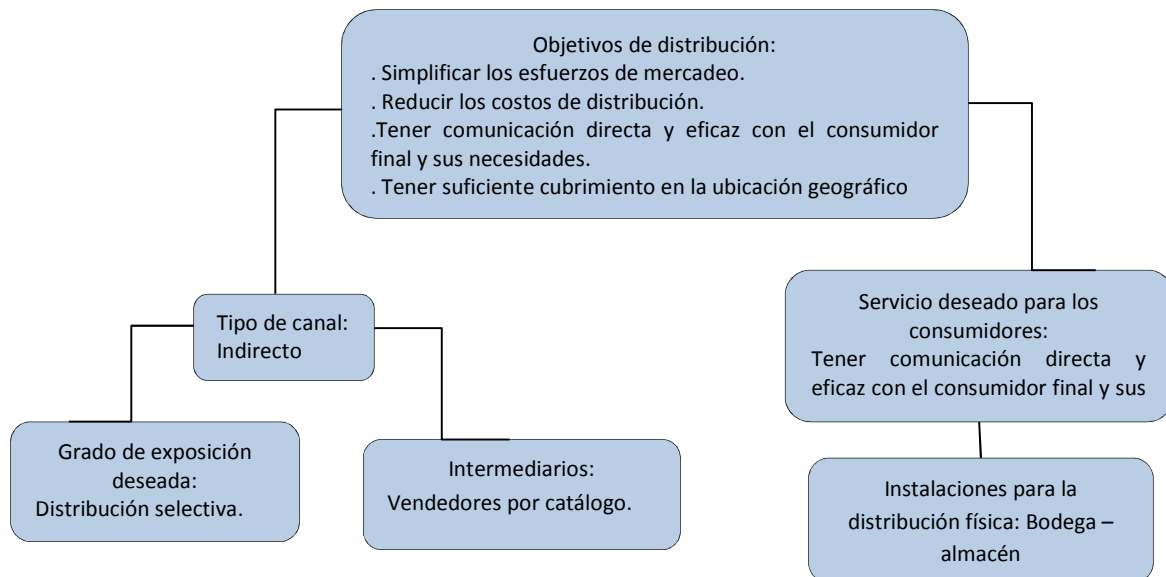 Objetivos de distribución:
. Simplificar los esfuerzos de mercadeo.
. Reducir los costos de distribución.
.Tener comunicación directa y eficaz con el consumidor
final y sus necesidades.
. Tener suficiente cubrimiento en la ubicación geográfico
Tipo de canal:
Indirecto
Grado de exposición
deseada:
Distribución selectiva.
Intermediarios:
Vendedores por catálogo.
Servicio deseado para los
consumidores:
Tener comunicación directa y
eficaz con el consumidor final y sus
Instalaciones para la
distribución física: Bodega –
almacén